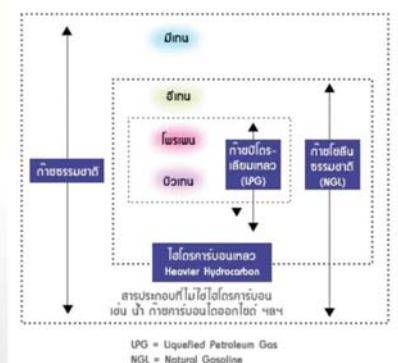 มีเทน
อีเทน
โพรเพน
บิวเทน
ก๊าซธรรมชาติ
ก๊าซปิโตร-
เลียมเหลว
(LPG)
ก๊าซโซลีน
ธรรมชาติ
(NGL)
ไฮโดรคาร์บอนเหลว
Heavier Hydrocarbon
สารประกอบที่ไม่ใช่ไฮโดรคาร์บอน
เช่น น้ำ ก๊าซคาร์บอนไดออกไซด์ ฯลฯ
LPG = Liquefied Petroleum Gas
NGL = Natural Gasoline